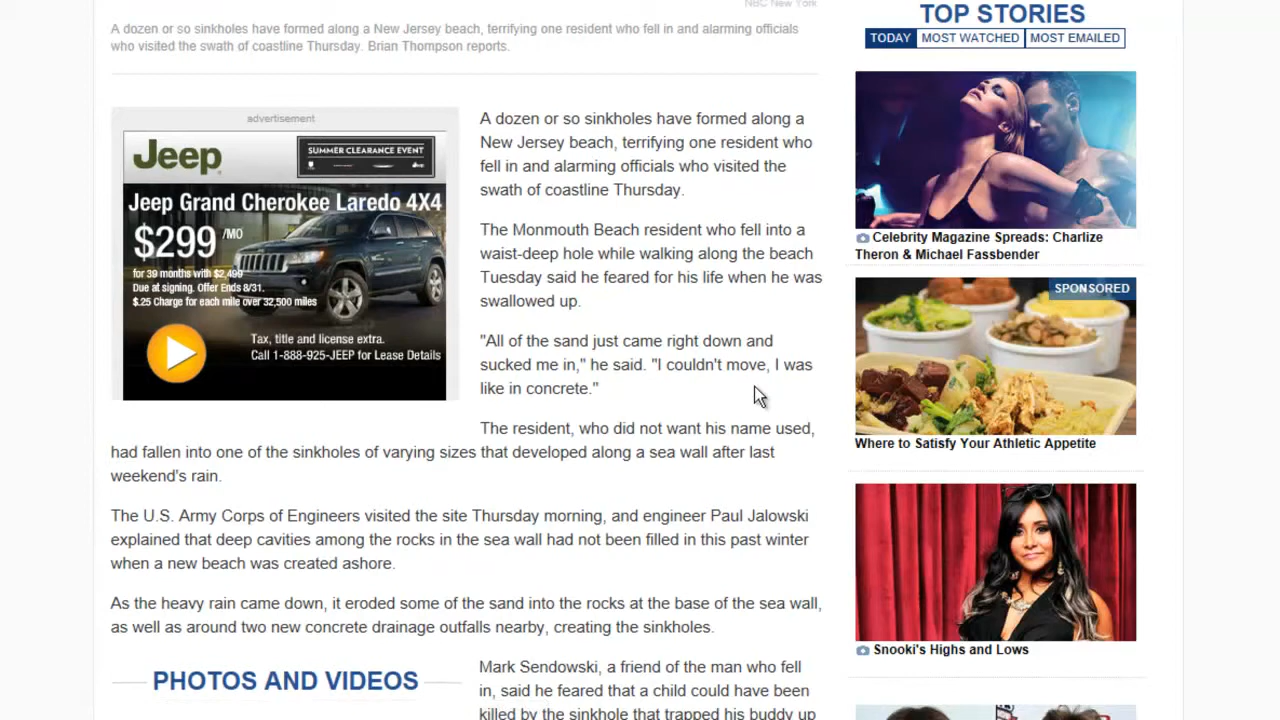 NBC New York
A dozen or so sinkholes have formed along a New Jersey beach, terrifying one resident who fell in and alarming officials
who visited the swath of coastline Thursday. Brian Thompson reports.
advertisement
Jeep
SUMMER CLEARANCE EVENT
Jeep Grand Cherokee Laredo 4X4
$299 /MO
for 39 months with $2,499
Due at signing. Offer Ends 8/31.
$.25 Charge for each mile over 32,500 miles
Tax, title and license extra.
Call 1-888-925-JEEP for Lease Details
A dozen or so sinkholes have formed along a
New Jersey beach, terrifying one resident who
fell in and alarming officials who visited the
swath of coastline Thursday.
The Monmouth Beach resident who fell into a
waist-deep hole while walking along the beach
Tuesday said he feared for his life when he was
swallowed up.
"All of the sand just came right down and
sucked me in," he said. "I couldn't move, I was
like in concrete."
The resident, who did not want his name used,
had fallen into one of the sinkholes of varying sizes that developed along a sea wall after last
weekend's rain.
The U.S. Army Corps of Engineers visited the site Thursday morning, and engineer Paul Jalowski
explained that deep cavities among the rocks in the sea wall had not been filled in this past winter
when a new beach was created ashore.
As the heavy rain came down, it eroded some of the sand into the rocks at the base of the sea wall,
as well as around two new concrete drainage outfalls nearby, creating the sinkholes.
PHOTOS AND VIDEOS
Mark Sendowski, a friend of the man who fell
in, said he feared that a child could have been
killed by the sinkhole that trapped his buddy up
TOP STORIES
TODAY MOST WATCHED MOST EMAILED
Celebrity Magazine Spreads: Charlize
Theron & Michael Fassbender
SPONSORED
Where to Satisfy Your Athletic Appetite
Snooki's Highs and Lows